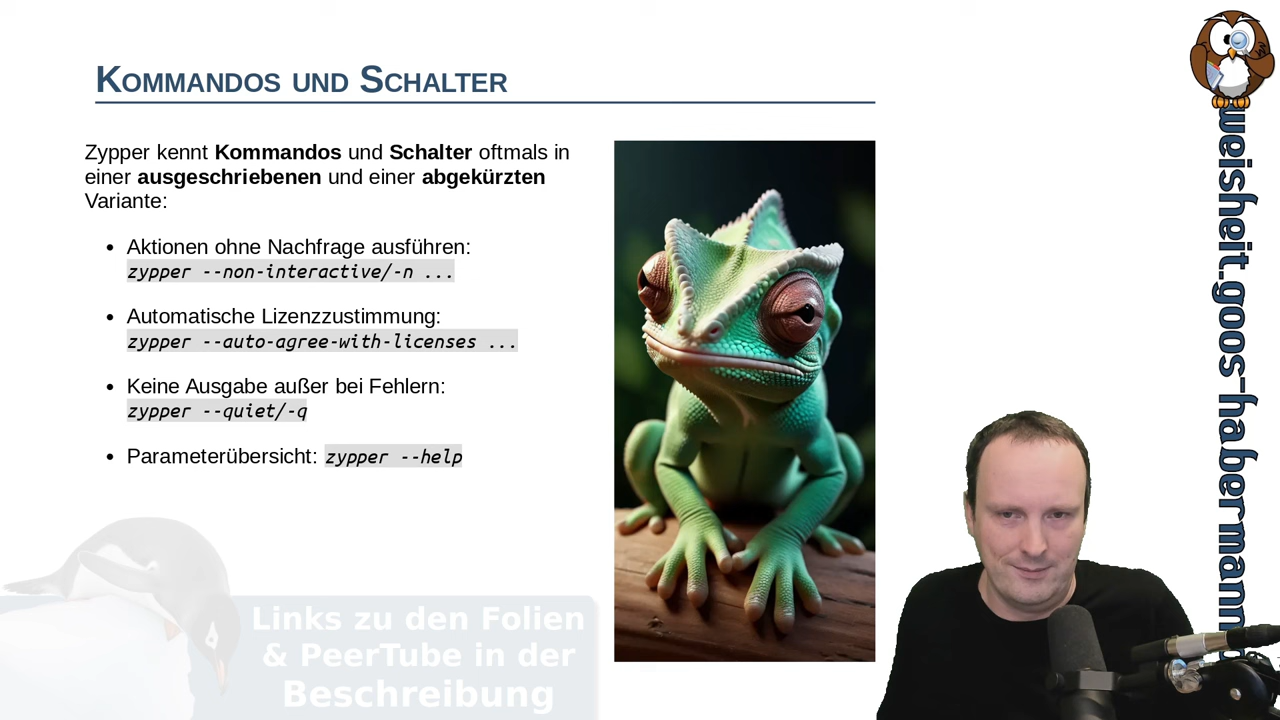 Kommandos und Schalter
Zypper kennt Kommandos und Schalter oftmals in
einer ausgeschriebenen und einer abgekürzten
Variante:
• Aktionen ohne Nachfrage ausführen:
zypper --non-interactive/-n ...
• Automatische Lizenzzustimmung:
zypper --auto-agree-with-licenses ...
• Keine Ausgabe außer bei Fehlern:
zypper --quiet/-q
• Parameterübersicht: zypper --help
Links zu den Folien
& PeerTube in der
Beschreibung
weisheit.goos-habermann